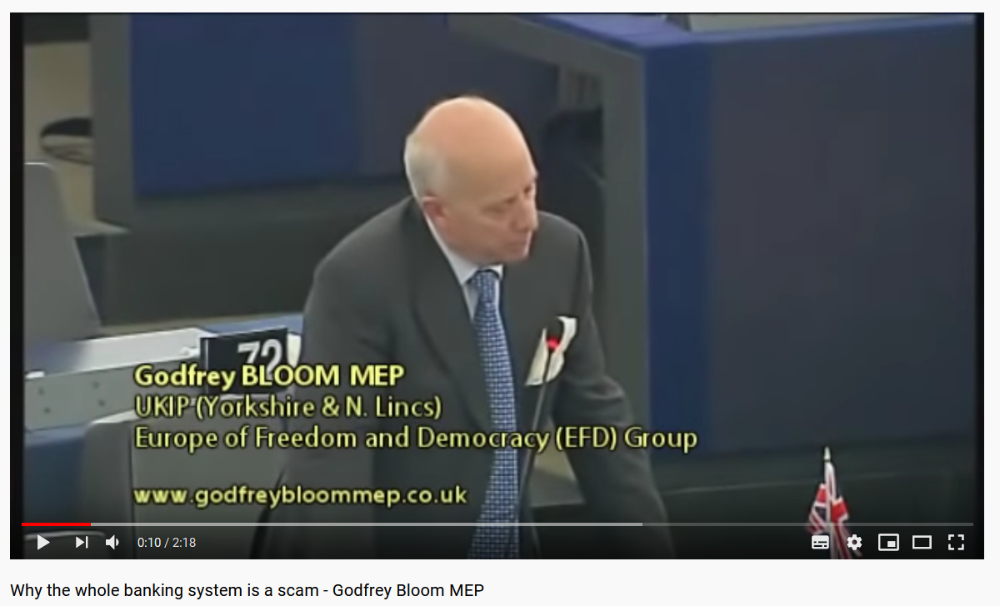 72
Godfrey BLOOM MEP
UKIP (Yorkshire & N. Lincs)
Europe of Freedom and Democracy (EFD) Group
www.godfreybloommep.co.uk
0:10 / 2:18
Why the whole banking system is a scam - Godfrey Bloom MEP